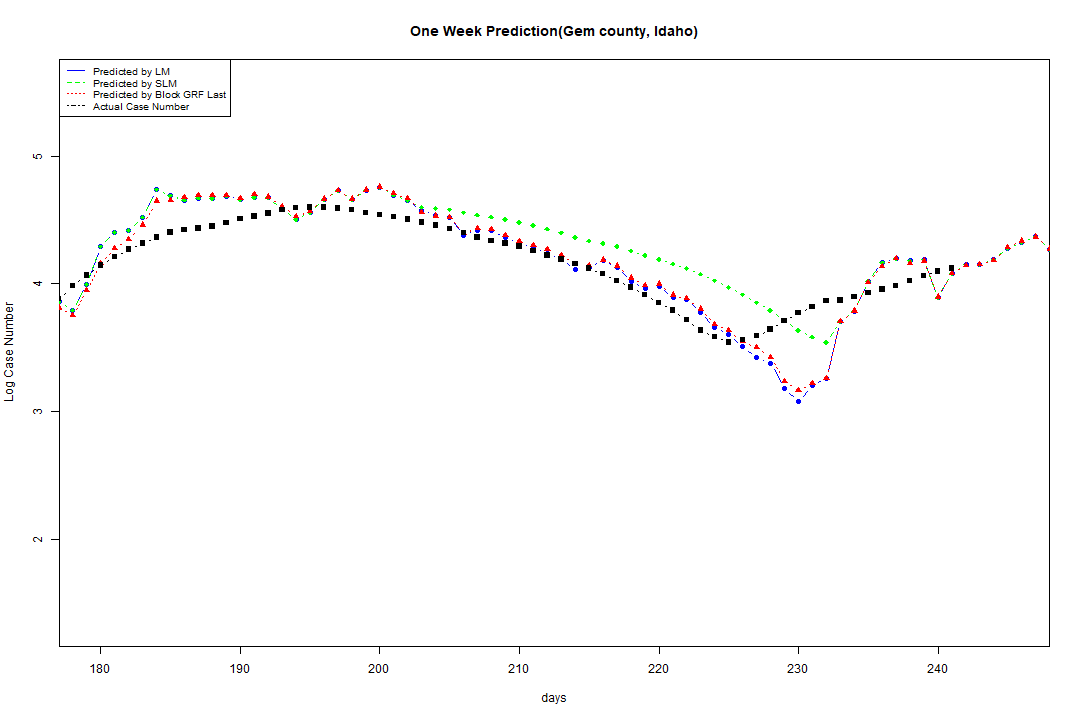 One Week Prediction(Gem county, Idaho)
Predicted by LM
Predicted by SLM
Predicted by Block GRF Last
Actual Case Number
5
4
3
2
Log Case Number
180 190 200 210 220 230 240
days